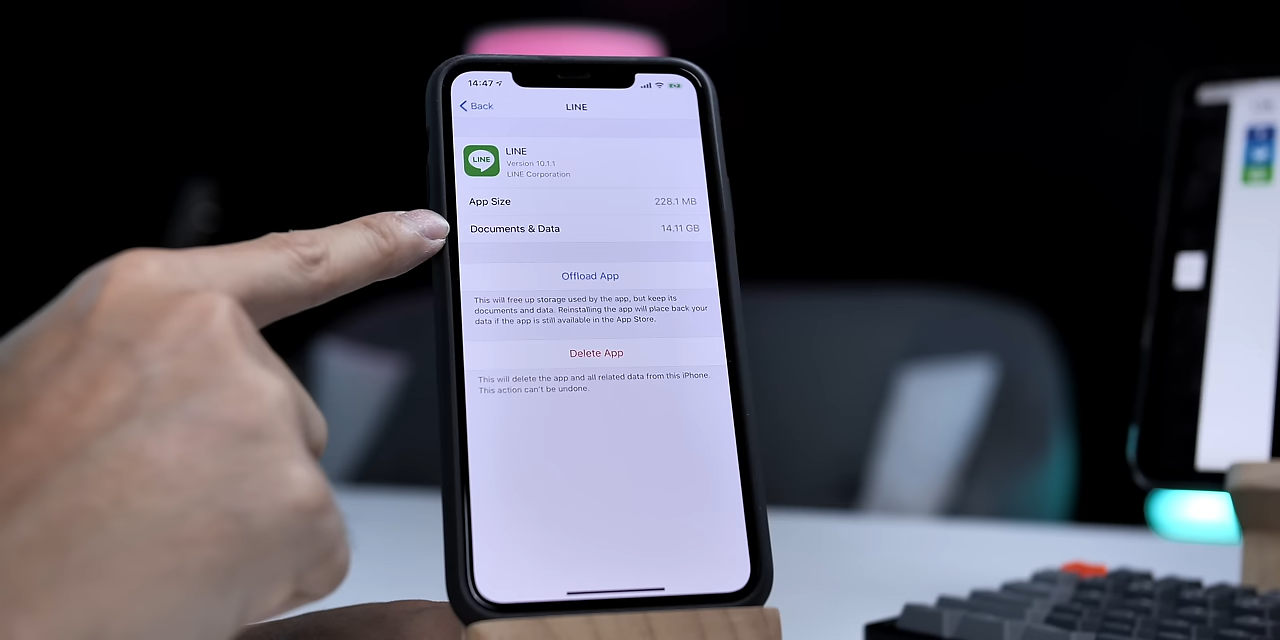 14:47
Back
LINE
LINE
LINE
Version 10.1.1
LINE Corporation
App Size 228.1 MB
Documents & Data 14.11 GB
Offload App
This will free up storage used by the app, but keep its
documents and data. Reinstalling the app will place back your
data if the app is still available in the App Store.
Delete App
This will delete the app and all related data from this iPhone.
This action can't be undone.